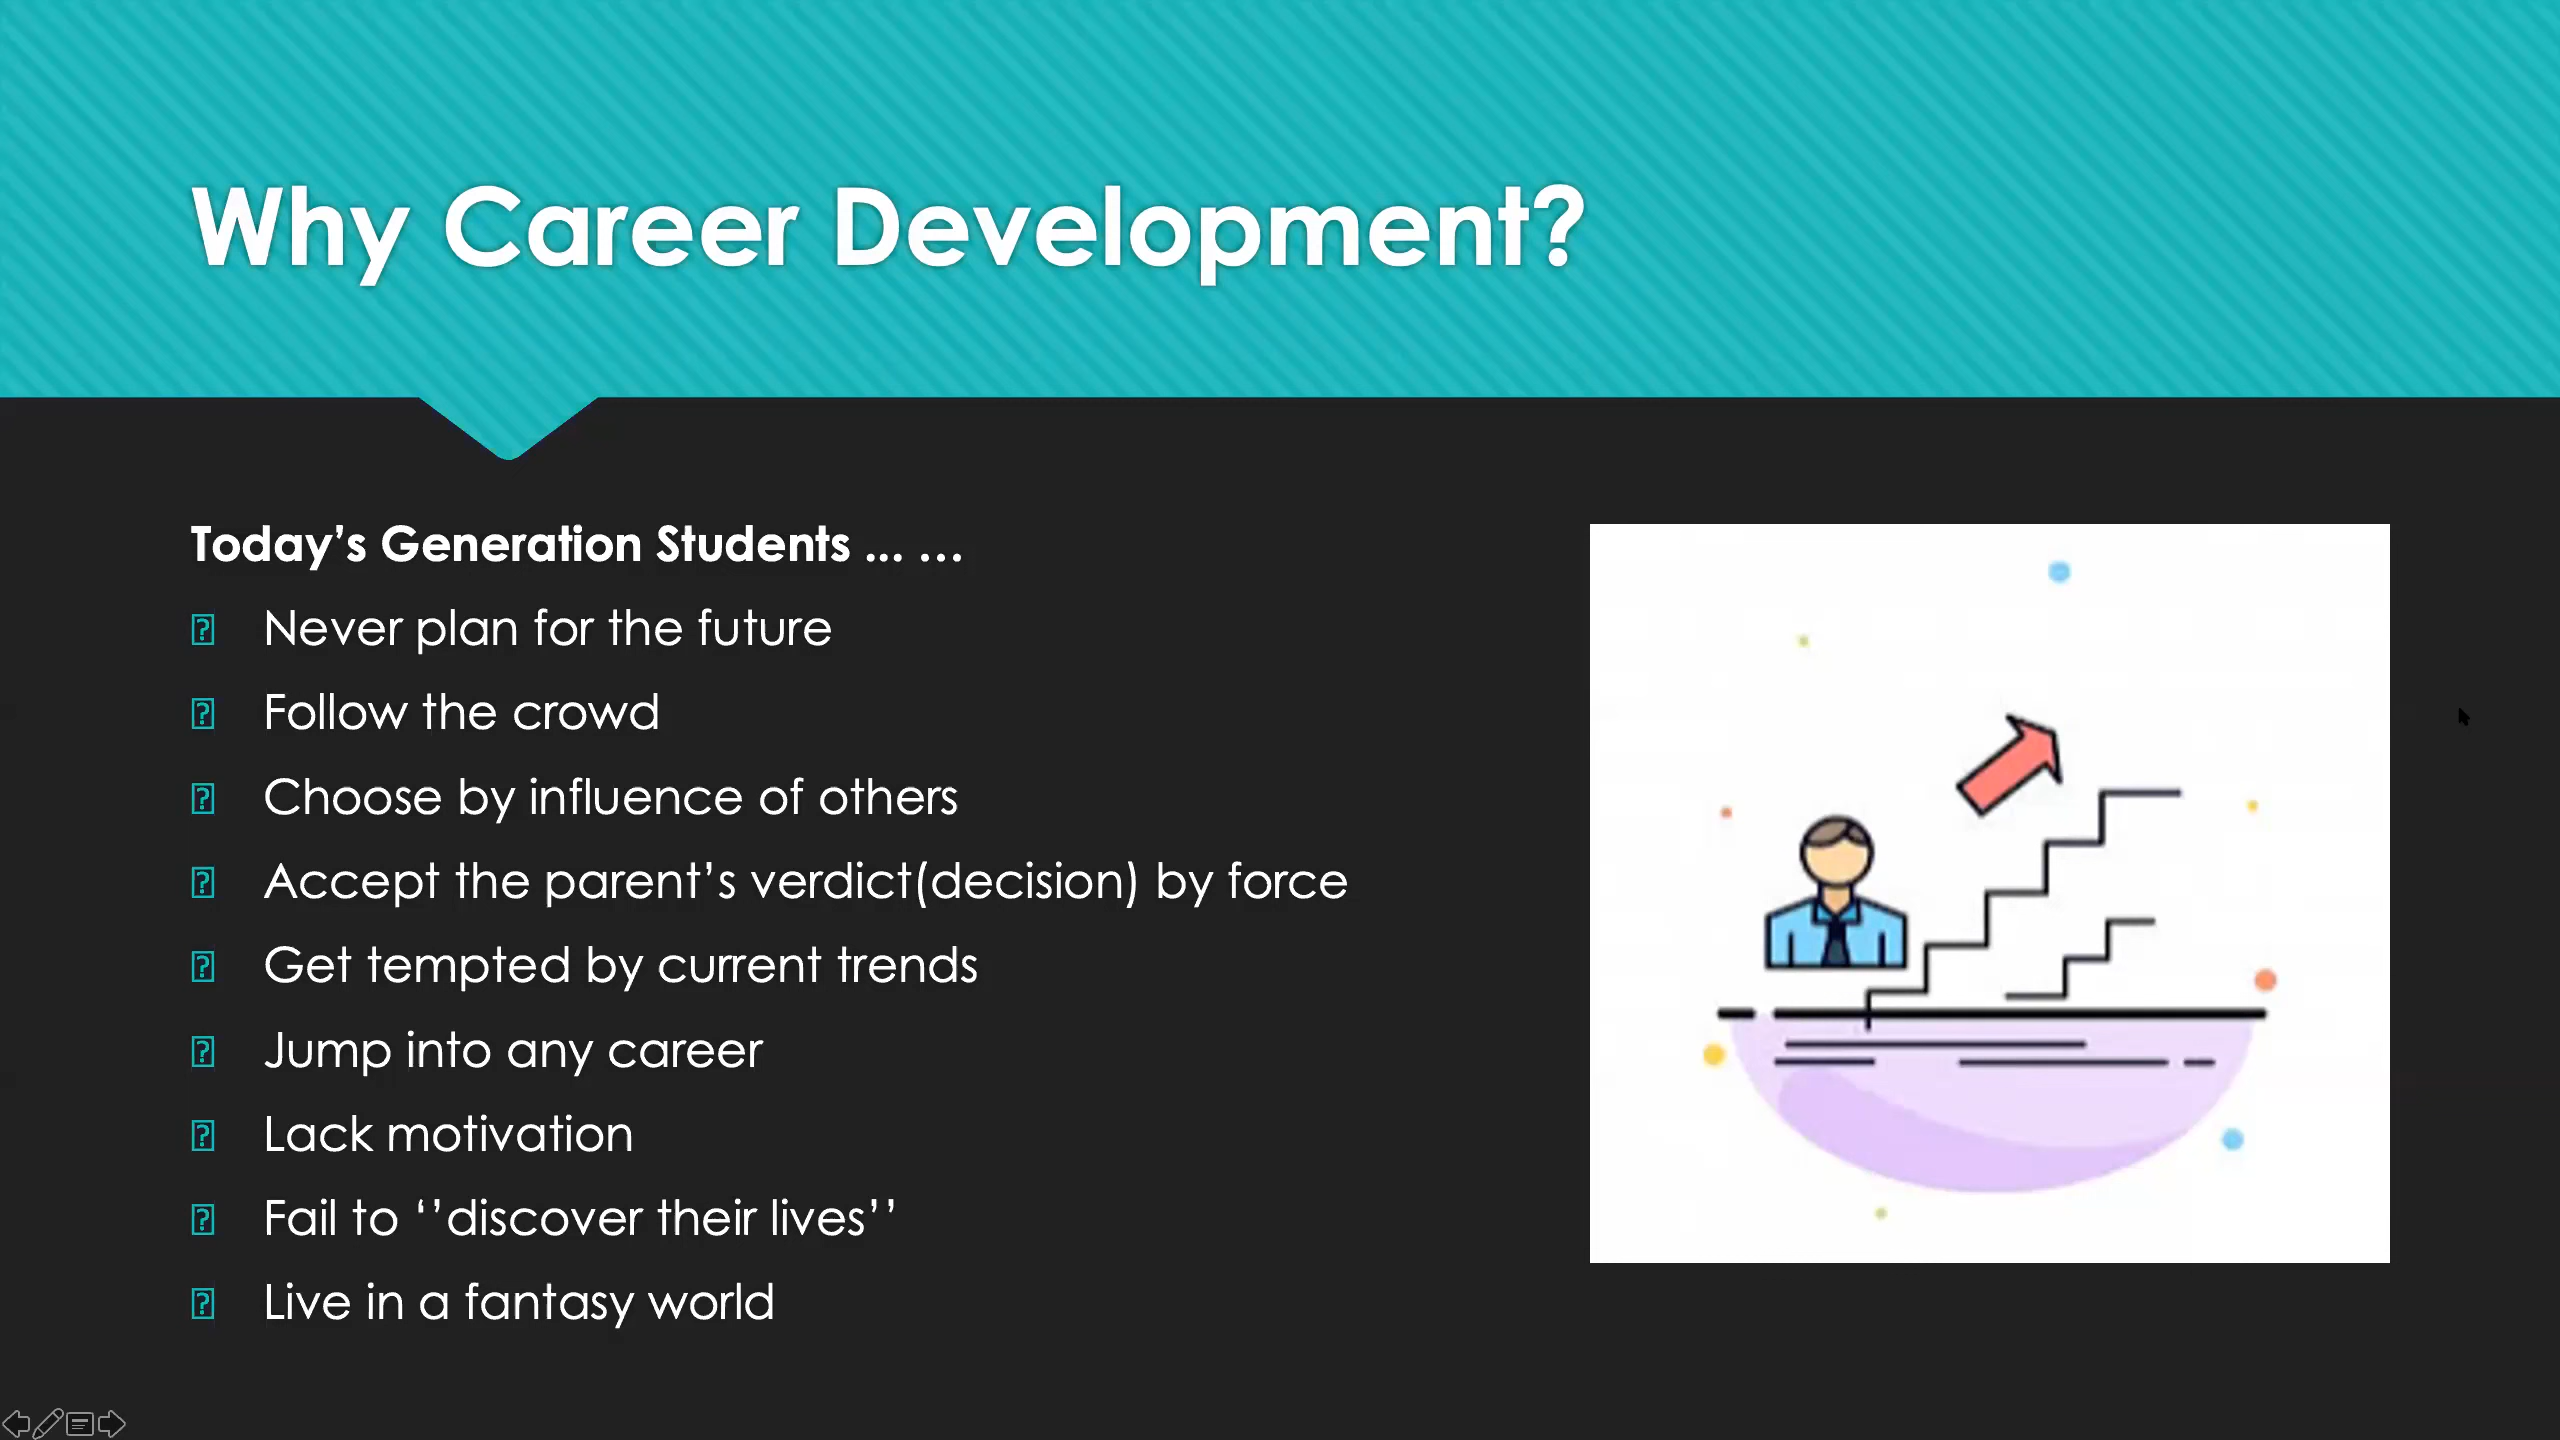 Why Career Development?
Today’s Generation Students ... …
Never plan for the future
Follow the crowd
Choose by influence of others
Accept the parent’s verdict(decision) by force
Get tempted by current trends
Jump into any career
Lack motivation
Fail to ‘’discover their lives’’
Live in a fantasy world